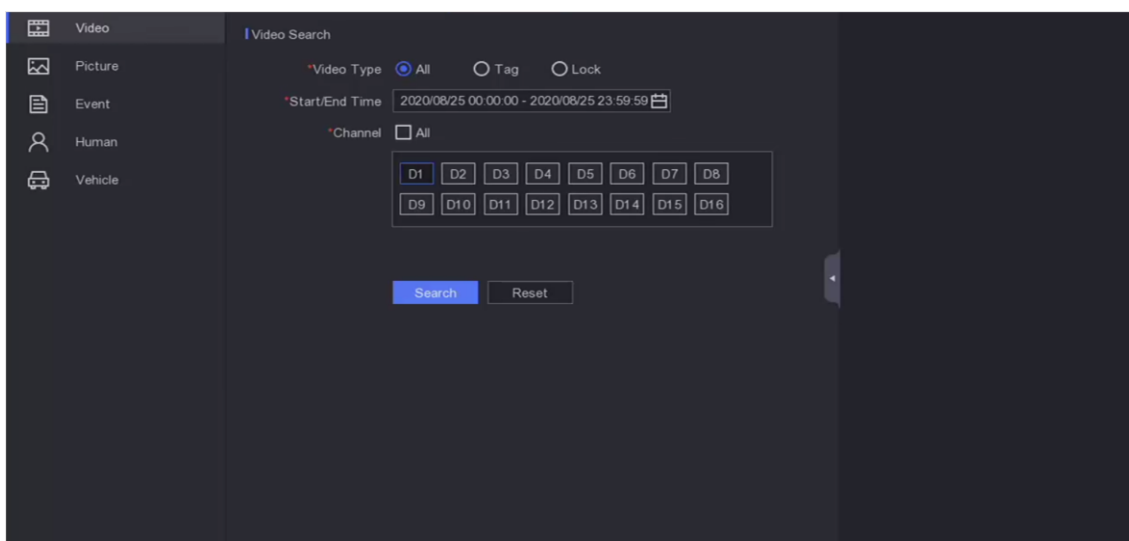 Video
Picture
Event
Human
Vehicle
Video Search
*Video Type All Tag Lock
*Start/End Time 2020/08/25 00:00:00 - 2020/08/25 23:59:59
*Channel All
D1 D2 D3 D4 D5 D6 D7 D8
D9 D10 D11 D12 D13 D14 D15 D16
Search Reset